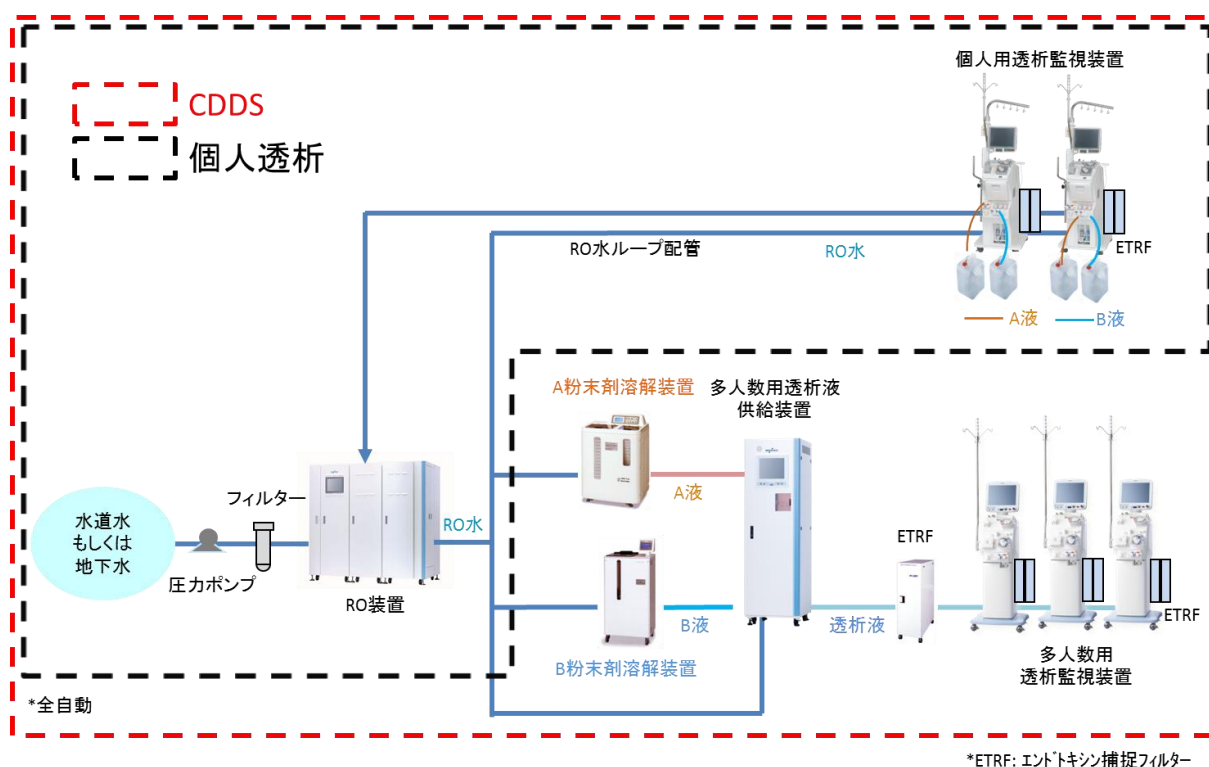 CDDS
個人透析
個人用透析監視装置
RO水ループ配管
RO水
ETRF
A液
B液
A粉末剤溶解装置
多人数用透析液
供給装置
水道水
もしくは
地下水
フィルター
圧力ポンプ
RO装置
RO水
A液
ETRF
B液
透析液
ETRF
B粉末剤溶解装置
多人数用
透析監視装置
*全自動
*ETRF: エンドトキシン捕捉フィルター